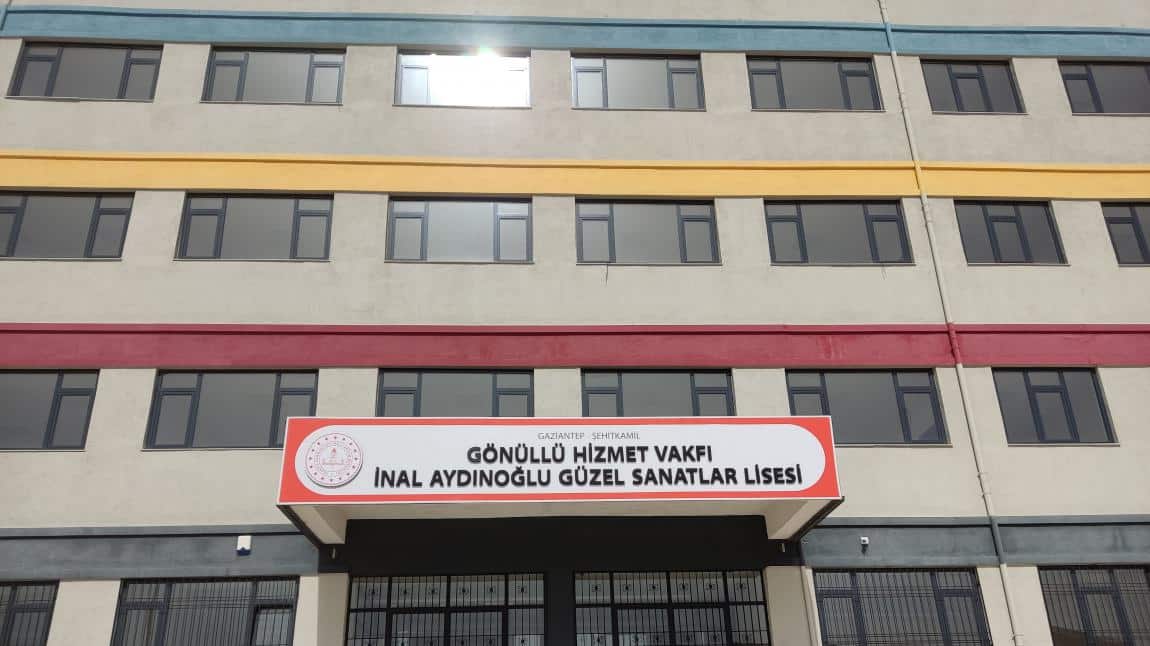 GAZİANTEP - ŞEHİTKAMİL
GÖNÜLLÜ HİZMET VAKFI
İNAL AYDINOĞLU GÜZEL SANATLAR LİSESİ